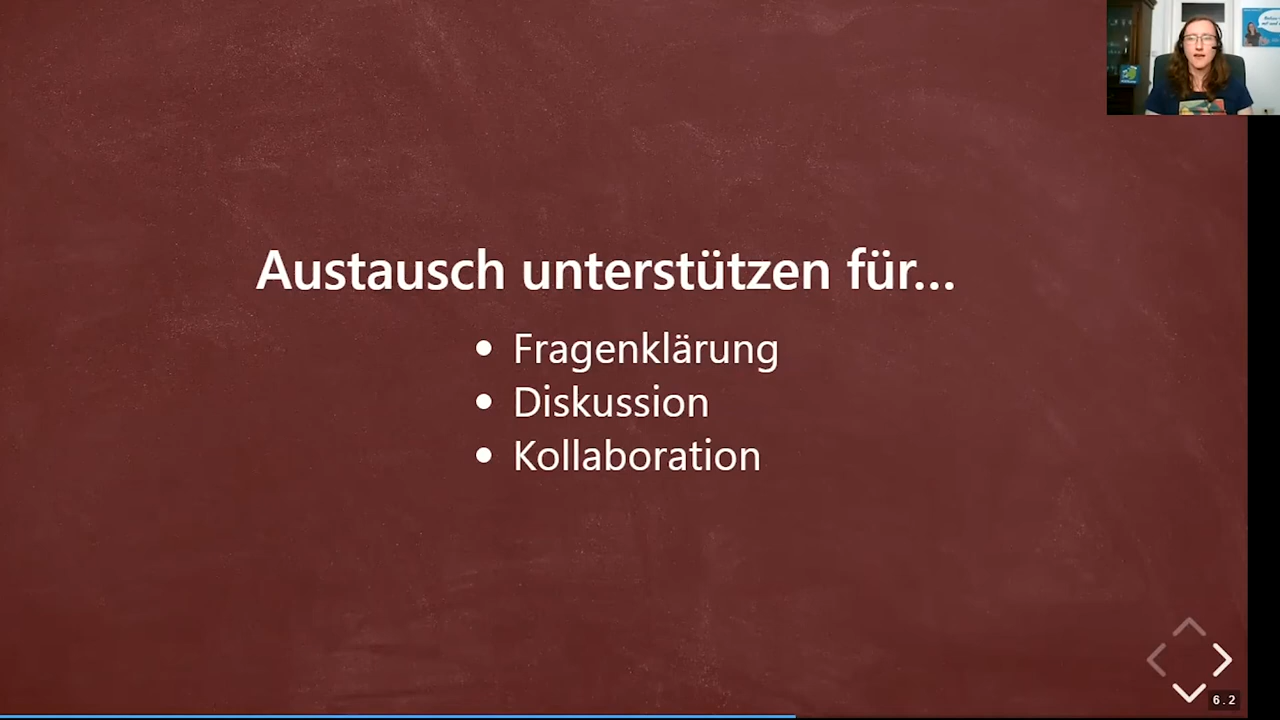 Austausch unterstützen für...
Fragenklärung
Diskussion
Kollaboration
6.2